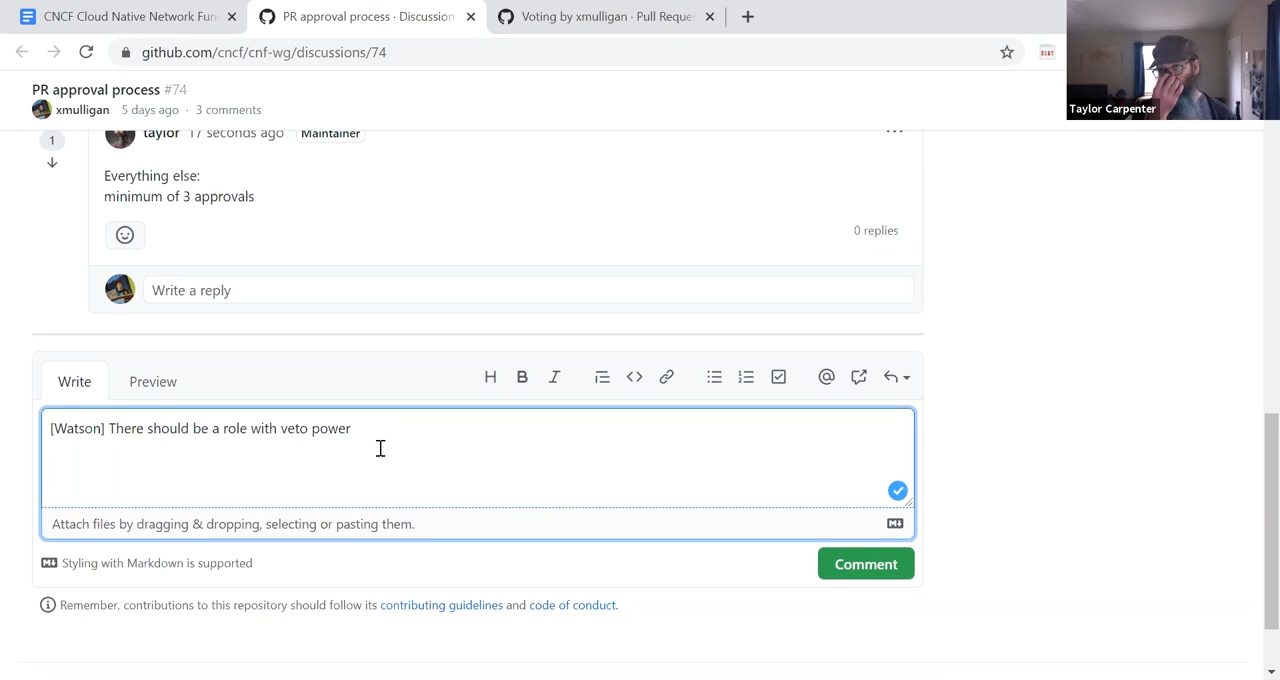 CNCF Cloud Native Network Fun
PR approval process · Discussion
Voting by xmulligan · Pull Reques
github.com/cncf/cnf-wg/discussions/74
CLBT
Taylor Carpenter
PR approval process #74
xmulligan 5 days ago · 3 comments
1
taylor 17 seconds ago Maintainer
Everything else:
minimum of 3 approvals
0 replies
Write a reply
Write
Preview
[Watson] There should be a role with veto power
Attach files by dragging & dropping, selecting or pasting them.
Styling with Markdown is supported
Comment
Remember, contributions to this repository should follow its contributing guidelines and code of conduct.